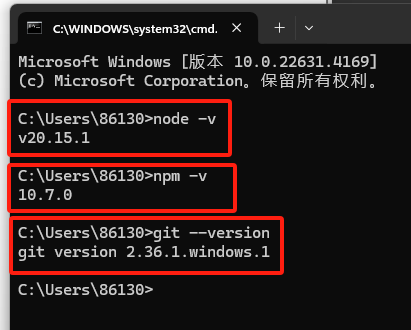 C:\WINDOWS\system32\cmd.
Microsoft Windows [版本 10.0.22631.4169]
(c) Microsoft Corporation。保留所有权利。
C:\Users\86130>node -v
v20.15.1
C:\Users\86130>npm -v
10.7.0
C:\Users\86130>git --version
git version 2.36.1.windows.1
C:\Users\86130>